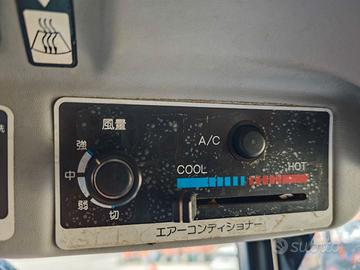 風量
強
中
弱
切
A/C
COOL
HOT
エアーコンディショナー
Subito